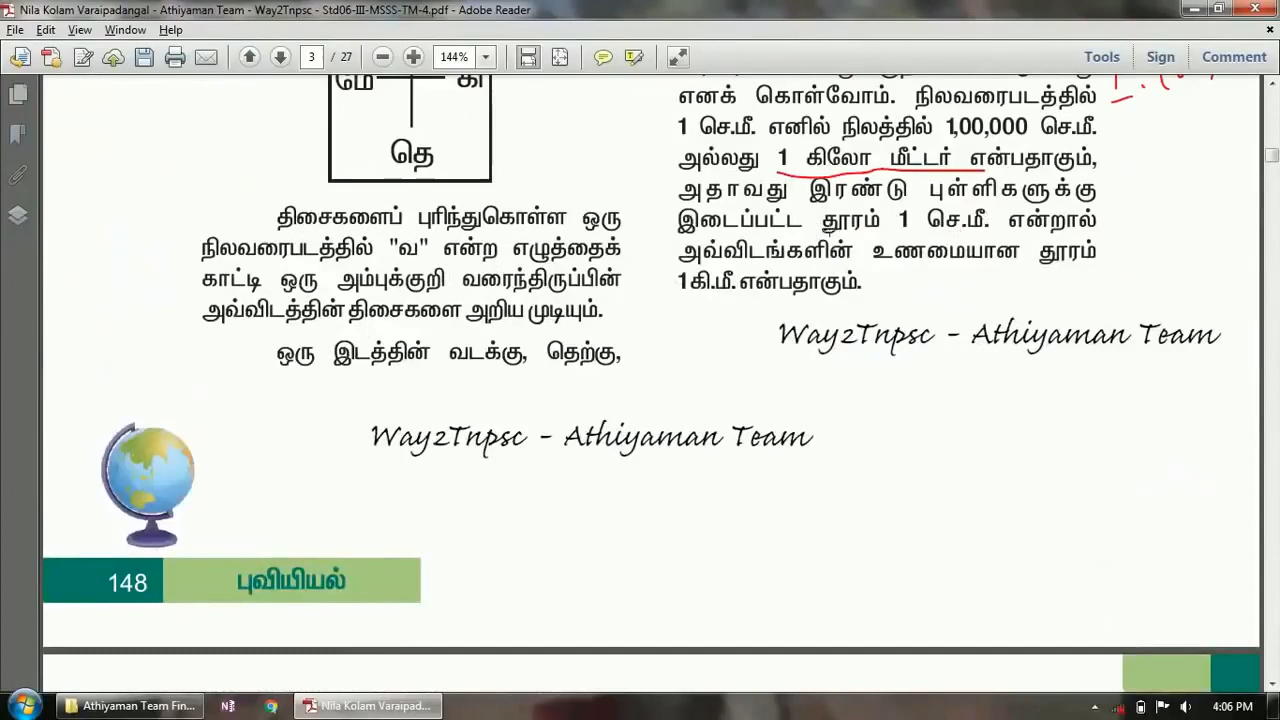 Nila Kolam Varaipadangal - Athiyaman Team - Way2Tnpsc - Std06-III-MSSS-TM-4.pdf - Adobe Reader
File Edit View Window Help
3 / 27 144% Tools Sign Comment
மே கி
தெ
திசைகளைப் புரிந்துகொள்ள ஒரு
நிலவரைபடத்தில் "வ" என்ற எழுத்தைக்
காட்டி ஒரு அம்புக்குறி வரைந்திருப்பின்
அவ்விடத்தின் திசைகளை அறிய முடியும்.
ஒரு இடத்தின் வடக்கு, தெற்கு,
எனக் கொள்வோம். நிலவரைபடத்தில்
1 செ.மீ. எனில் நிலத்தில் 1,00,000 செ.மீ.
அல்லது 1 கிலோ மீட்டர் என்பதாகும்,
அதாவது இரண்டு புள்ளிகளுக்கு
இடைப்பட்ட தூரம் 1 செ.மீ. என்றால்
அவ்விடங்களின் உணமையான தூரம்
1 கி.மீ. என்பதாகும்.
Way2Tnpsc - Athiyaman Team
Way2Tnpsc - Athiyaman Team
148 புவியியல்
Athiyaman Team Fin... Nila Kolam Varaipad... 4:06 PM